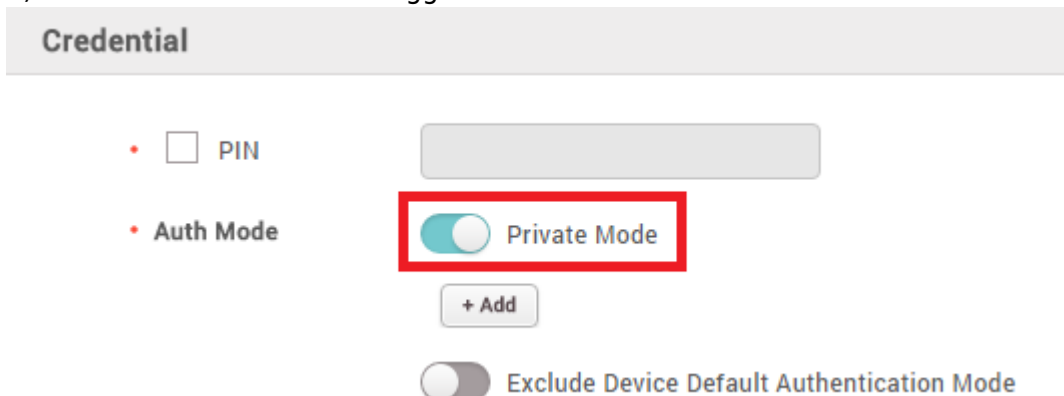 Credential
• PIN
• Auth Mode Private Mode
+ Add
Exclude Device Default Authentication Mode